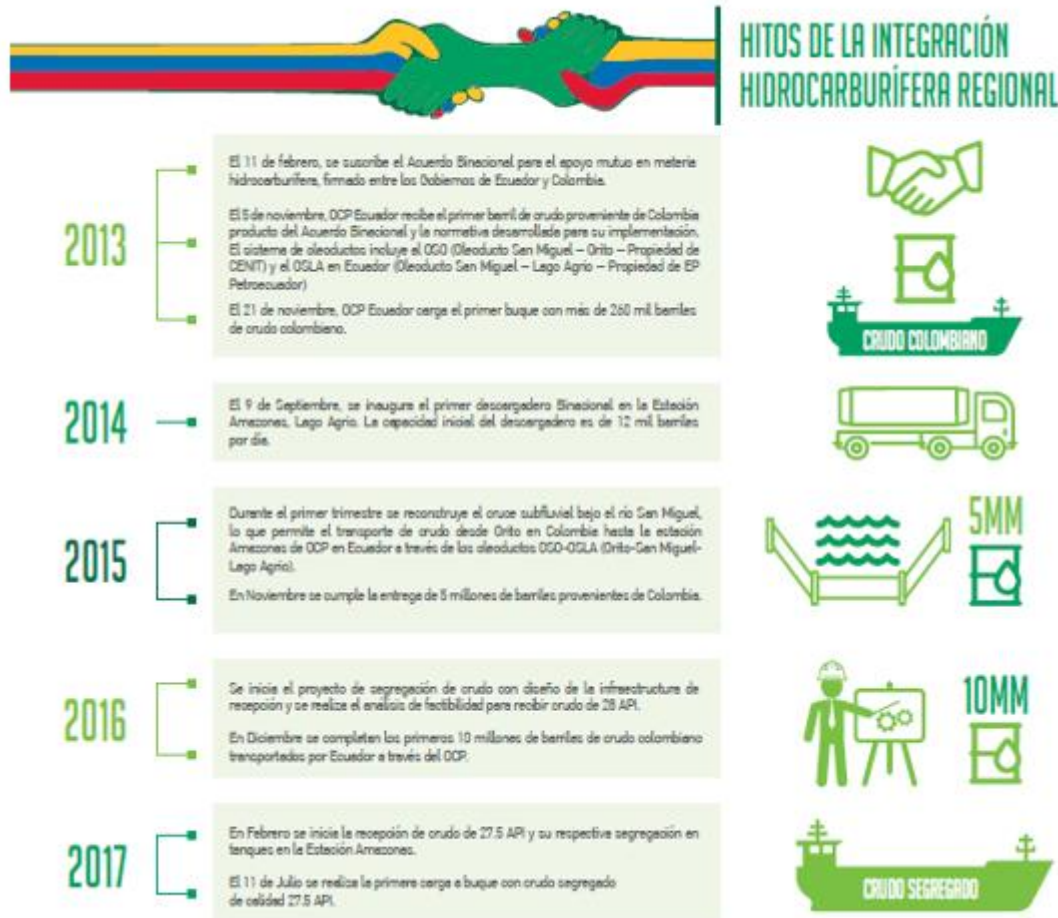 HITOS DE LA INTEGRACIÓN
HIDROCARBURÍFERA REGIONAL
2013
El 11 de febrero, se suscribe el Acuerdo Binacional para el apoyo mutuo en materia
hidrocarburífera, firmado entre los Gobiernos de Ecuador y Colombia.
El 5 de noviembre, OCP Ecuador recibe el primer barril de crudo proveniente de Colombia
producto del Acuerdo Binacional y la normativa desarrollada para su implementación.
El sistema de oleoductos incluye el OSO (Oleoducto San Miguel – Orito – Propiedad de
CENIT) y el OSLA en Ecuador (Oleoducto San Miguel – Lago Agrio – Propiedad de EP
Petroecuador)
El 21 de noviembre, OCP Ecuador carga el primer buque con más de 260 mil barriles
de crudo colombiano.
CRUDO COLOMBIANO
2014
El 9 de Septiembre, se inaugura el primer descargadero Binacional en la Estación
Amazonas, Lago Agrio. La capacidad inicial del descargadero es de 12 mil barriles
por día.
2015
Durante el primer trimestre se reconstruye el cruce subfluvial bajo el río San Miguel,
lo que permite el transporte de crudo desde Orito en Colombia hasta la estación
Amazonas de OCP en Ecuador a través de los oleoductos OSO-OSLA (Orito-San Miguel-
Lago Agrio).
En Noviembre se cumple la entrega de 5 millones de barriles provenientes de Colombia.
5MM
2016
Se inicia el proyecto de segregación de crudo con diseño de la infraestructura de
recepción y se realiza el análisis de factibilidad para recibir crudo de 28 API.
En Diciembre se completan los primeros 10 millones de barriles de crudo colombiano
transportados por Ecuador a través del OCP.
10MM
2017
En Febrero se inicia la recepción de crudo de 27.5 API y su respectiva segregación en
tanques en la Estación Amazonas.
El 11 de Julio se realiza la primera carga a buque con crudo segregado
de calidad 27.5 API.
CRUDO SEGREGADO